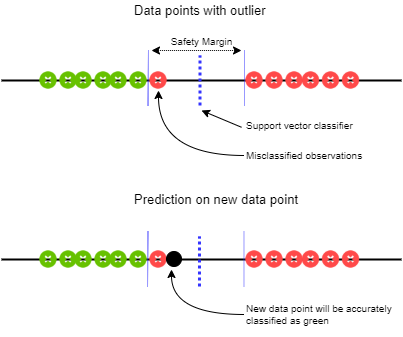 Data points with outlier
Safety Margin
Support vector classifier
Misclassified observations
Prediction on new data point
New data point will be accurately
classified as green